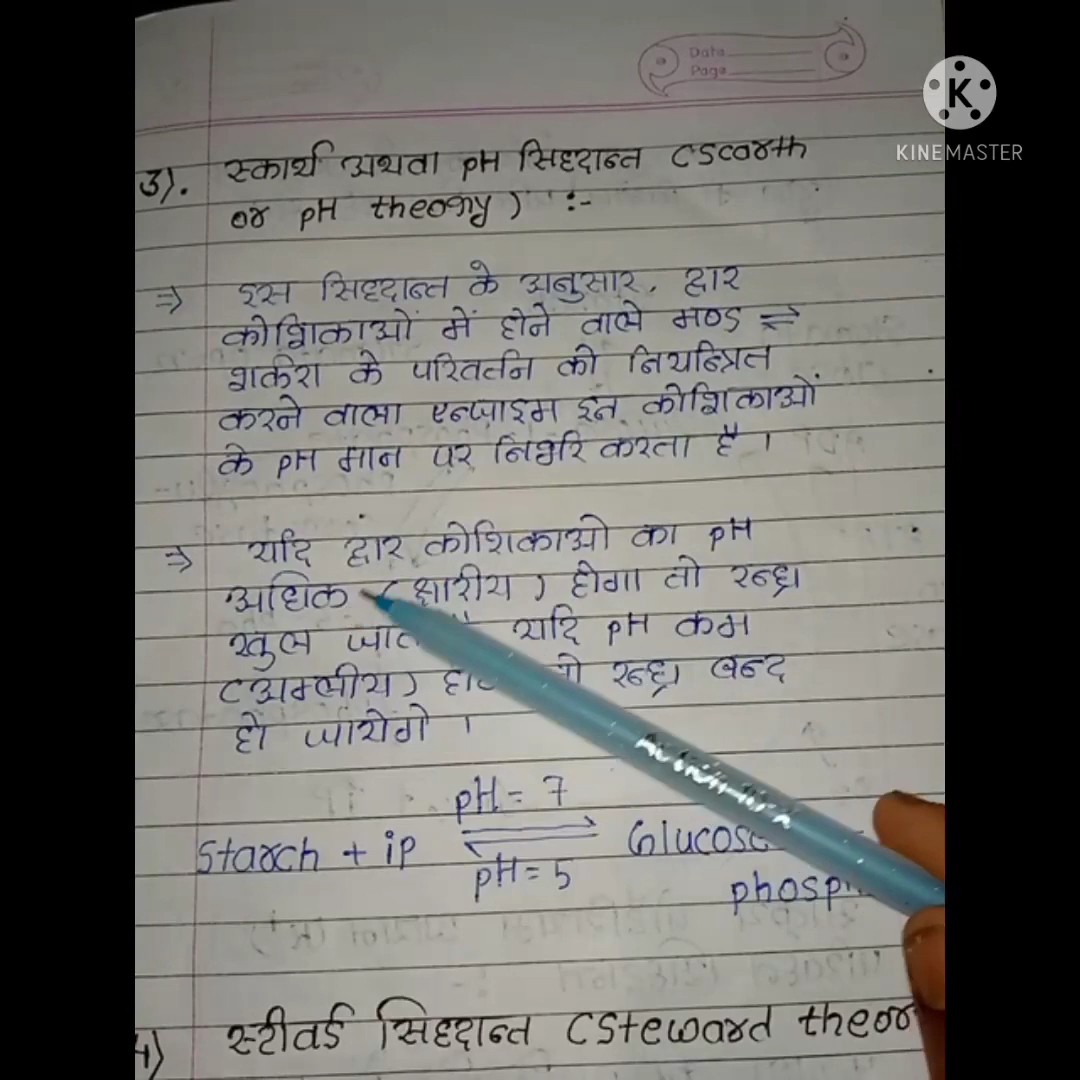 Date
Page
KINEMASTER
3). स्कार्थ अथवा pH सिद्दान्त (Scarth
or pH theory) :-
⇒ इस सिद्दान्त के अनुसार, द्वार
कोशिकाओं में होने वाले मण्ड ⇌
शर्करा के परिवर्तन को नियन्त्रित
करने वाला एन्जाइम इन कोशिकाओं
के pH मान पर निर्भर करता है ।
⇒ यदि द्वार कोशिकाओ का pH
अधिक (क्षारीय) होगा तो रन्ध्र
खुल यदि pH कम
(अम्लीय) रन्ध्र बन्द
हो जायेगे ।
pH = 7
Starch + ip ⇌ Glucose
pH = 5
4) स्टीवर्ड सिद्दान्त (Steward